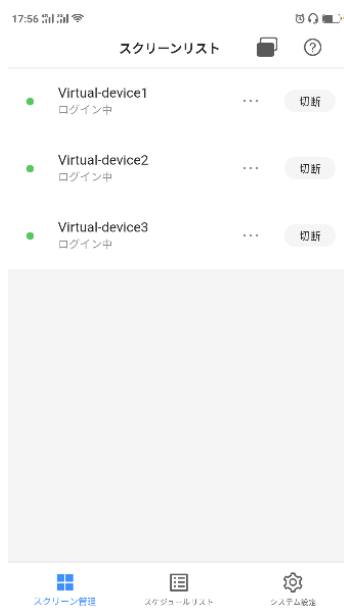 17:56
スクリーンリスト
Virtual-device1
ログイン中
切断
Virtual-device2
ログイン中
切断
Virtual-device3
ログイン中
切断
スクリーン管理
スケジュールリスト
システム設定